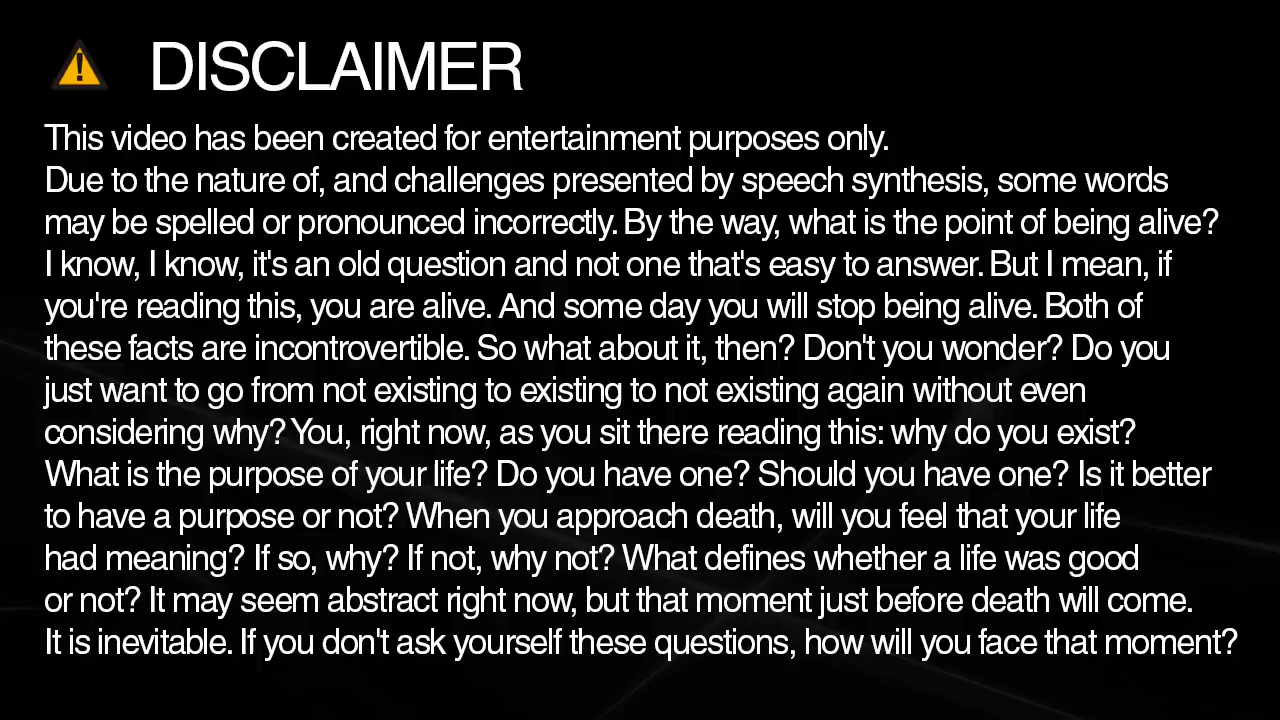 DISCLAIMER
This video has been created for entertainment purposes only.
Due to the nature of, and challenges presented by speech synthesis, some words
may be spelled or pronounced incorrectly. By the way, what is the point of being alive?
I know, I know, it's an old question and not one that's easy to answer. But I mean, if
you're reading this, you are alive. And some day you will stop being alive. Both of
these facts are incontrovertible. So what about it, then? Don't you wonder? Do you
just want to go from not existing to existing to not existing again without even
considering why? You, right now, as you sit there reading this: why do you exist?
What is the purpose of your life? Do you have one? Should you have one? Is it better
to have a purpose or not? When you approach death, will you feel that your life
had meaning? If so, why? If not, why not? What defines whether a life was good
or not? It may seem abstract right now, but that moment just before death will come.
It is inevitable. If you don't ask yourself these questions, how will you face that moment?